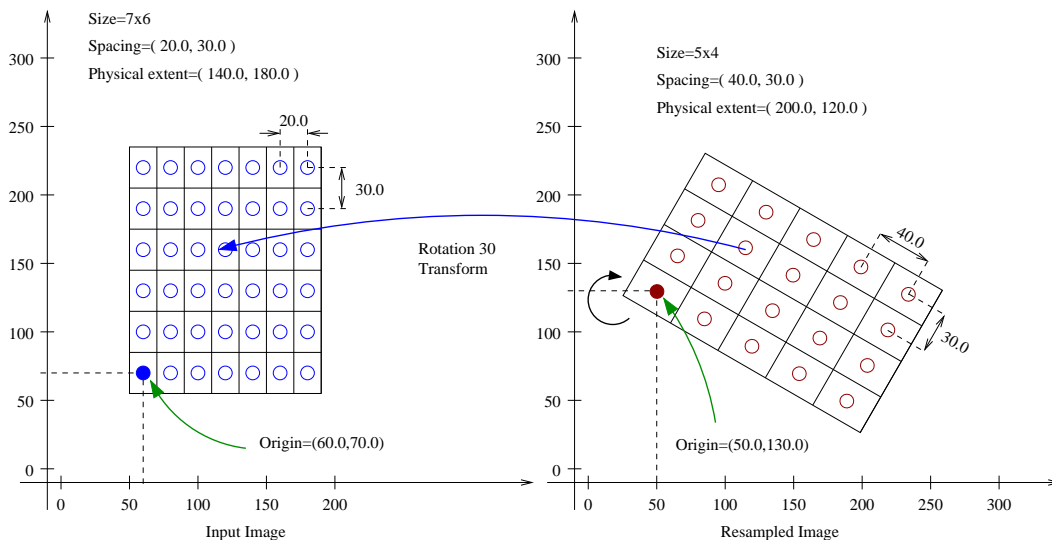 Size=7x6
Spacing=( 20.0, 30.0 )
Physical extent=( 140.0, 180.0 )
300
250
200
150
100
50
0
20.0
30.0
0
50
100
150
200
Input Image
Origin=(60.0,70.0)
Rotation 30
Transform
Size=5x4
Spacing=( 40.0, 30.0 )
Physical extent=( 200.0, 120.0 )
300
250
200
150
100
50
0
40.0
30.0
Origin=(50.0,130.0)
0
50
100
150
200
250
300
Resampled Image